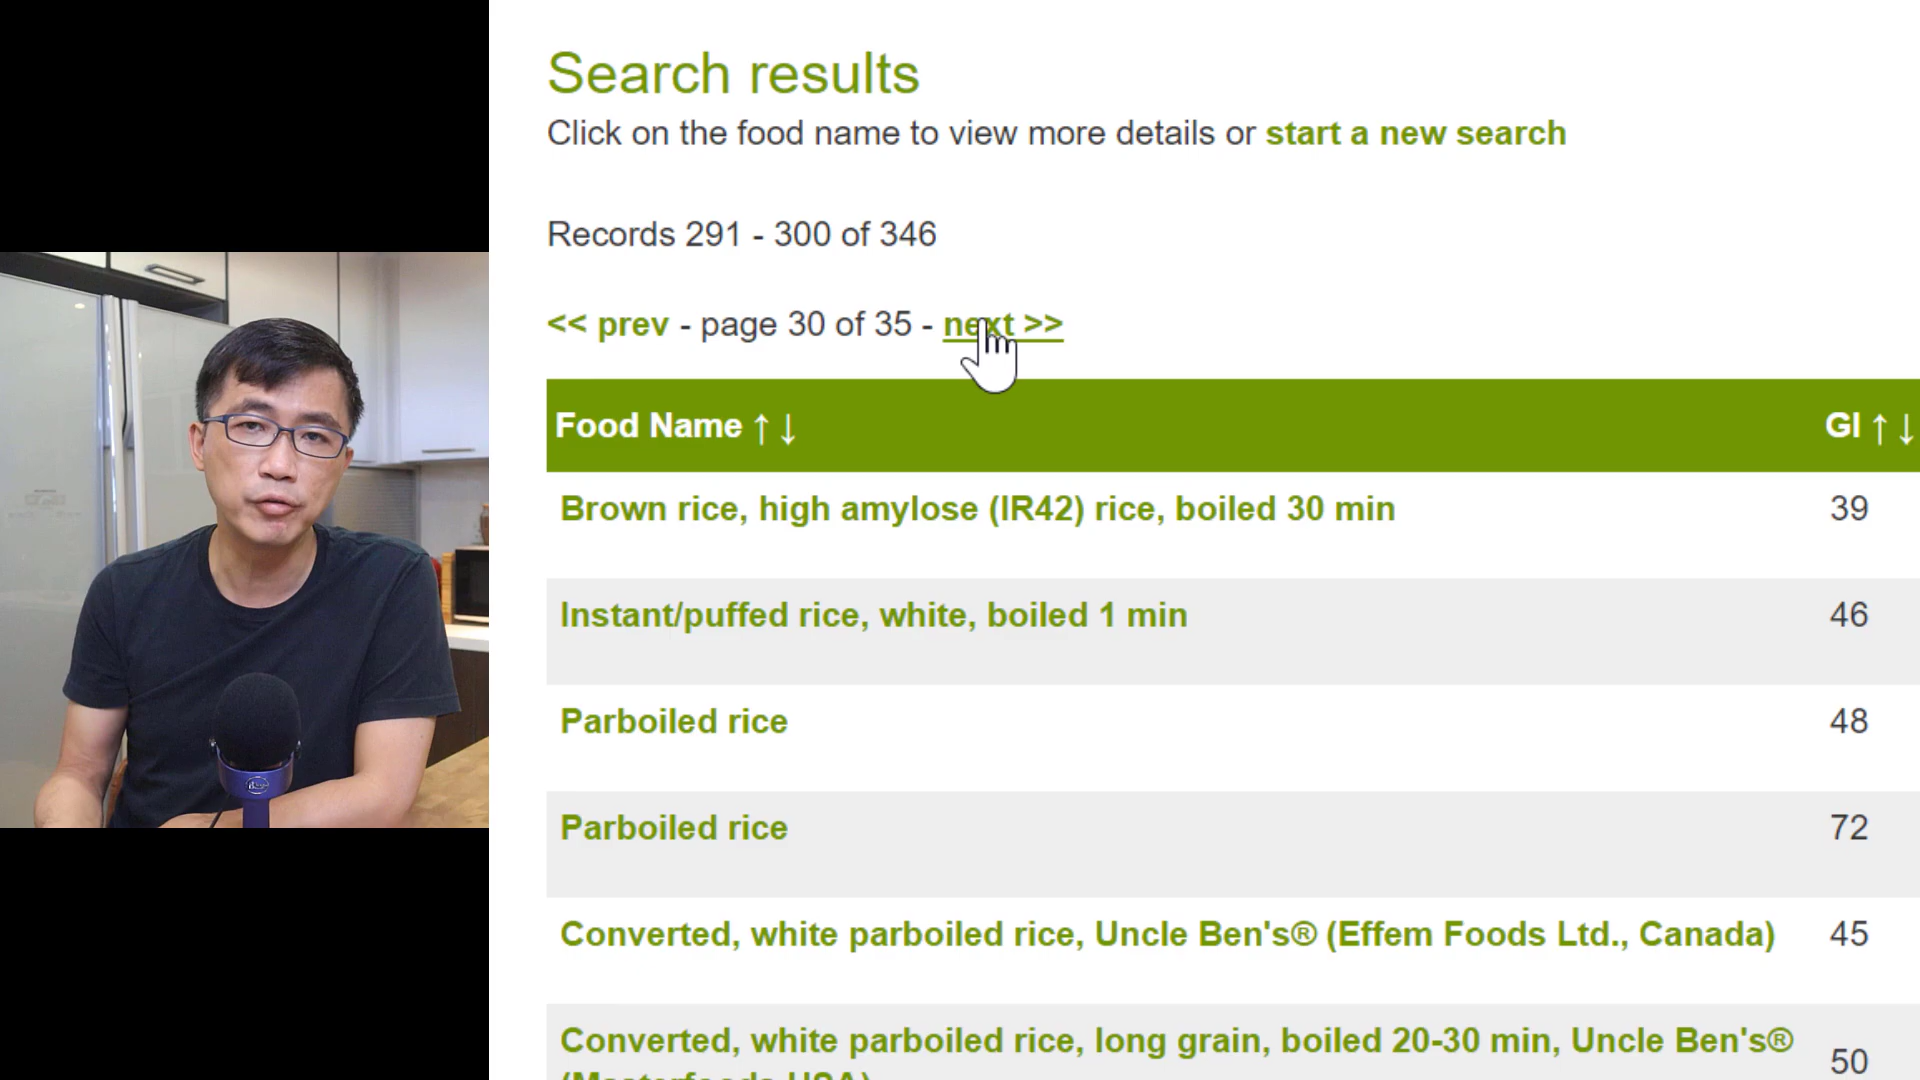 Search results
Click on the food name to view more details or start a new search
Records 291 - 300 of 346
<< prev - page 30 of 35 - next >>
Food Name ↑↓ GI ↑↓
Brown rice, high amylose (IR42) rice, boiled 30 min 39
Instant/puffed rice, white, boiled 1 min 46
Parboiled rice 48
Parboiled rice 72
Converted, white parboiled rice, Uncle Ben's® (Effem Foods Ltd., Canada) 45
Converted, white parboiled rice, long grain, boiled 20-30 min, Uncle Ben's® 50
(Masterfoods USA)